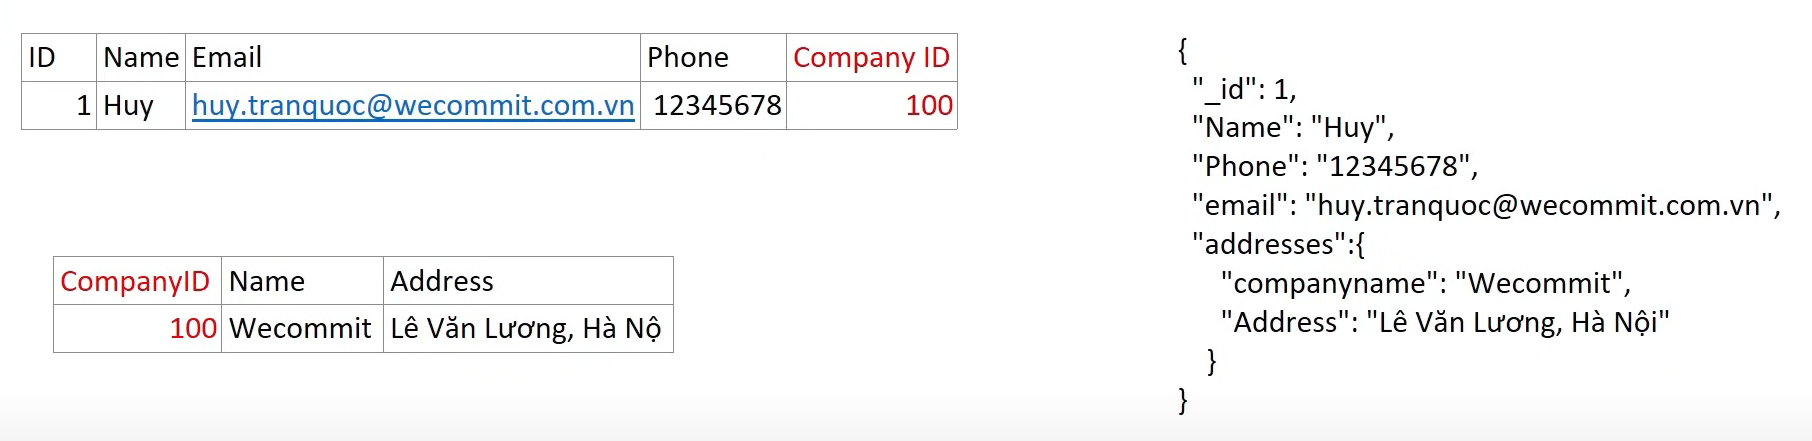 ID Name Email Phone Company ID
1 Huy huy.tranquoc@wecommit.com.vn 12345678 100
CompanyID Name Address
100 Wecommit Lê Văn Lương, Hà Nộ
{
"_id": 1,
"Name": "Huy",
"Phone": "12345678",
"email": "huy.tranquoc@wecommit.com.vn",
"addresses":{
"companyname": "Wecommit",
"Address": "Lê Văn Lương, Hà Nội"
}
}